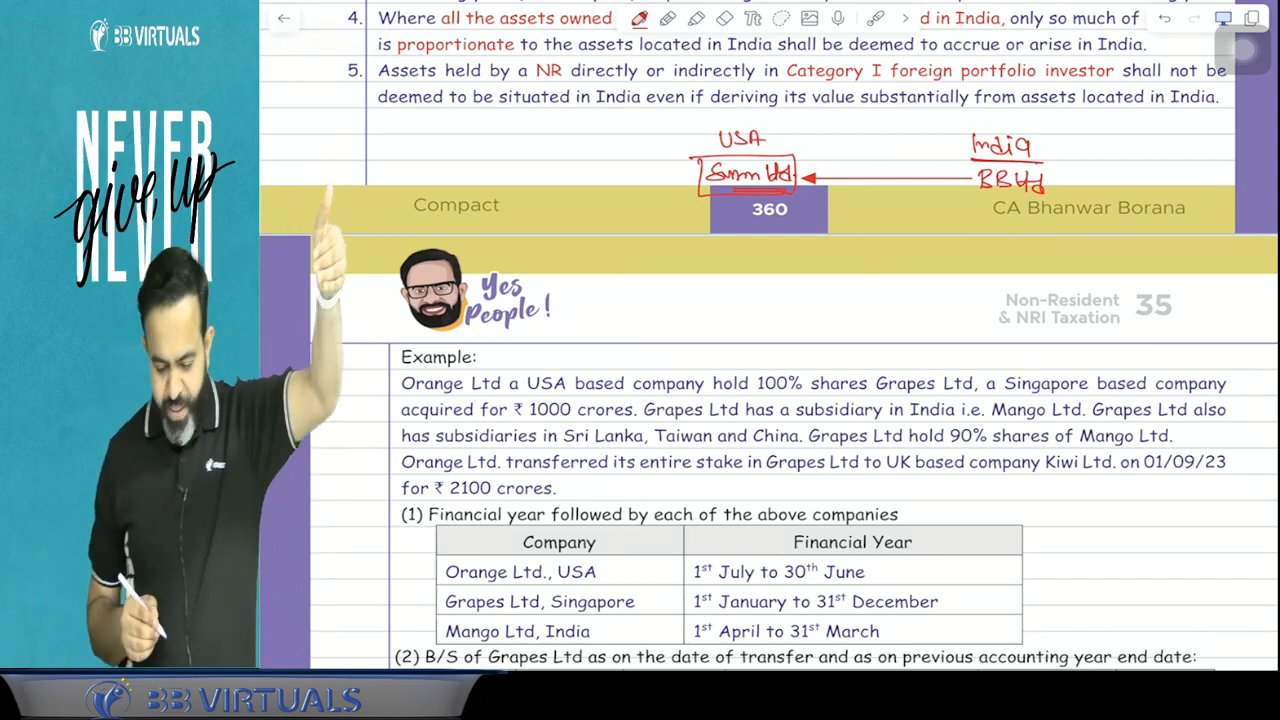 BB VIRTUALS
NEVER
give up
NEVER
4. Where all the assets owned d in India, only so much of
is proportionate to the assets located in India shall be deemed to accrue or arise in India.
5. Assets held by a NR directly or indirectly in Category I foreign portfolio investor shall not be
deemed to be situated in India even if deriving its value substantially from assets located in India.
USA
India
BB Ltd
Compact
360
CA Bhanwar Borana
Yes
People!
Non-Resident
& NRI Taxation 35
Example:
Orange Ltd a USA based company hold 100% shares Grapes Ltd, a Singapore based company
acquired for ₹ 1000 crores. Grapes Ltd has a subsidiary in India i.e. Mango Ltd. Grapes Ltd also
has subsidiaries in Sri Lanka, Taiwan and China. Grapes Ltd hold 90% shares of Mango Ltd.
Orange Ltd. transferred its entire stake in Grapes Ltd to UK based company Kiwi Ltd. on 01/09/23
for ₹ 2100 crores.
(1) Financial year followed by each of the above companies
Company Financial Year
Orange Ltd., USA 1st July to 30th June
Grapes Ltd, Singapore 1st January to 31st December
Mango Ltd, India 1st April to 31st March
(2) B/S of Grapes Ltd as on the date of transfer and as on previous accounting year end date:
BB VIRTUALS